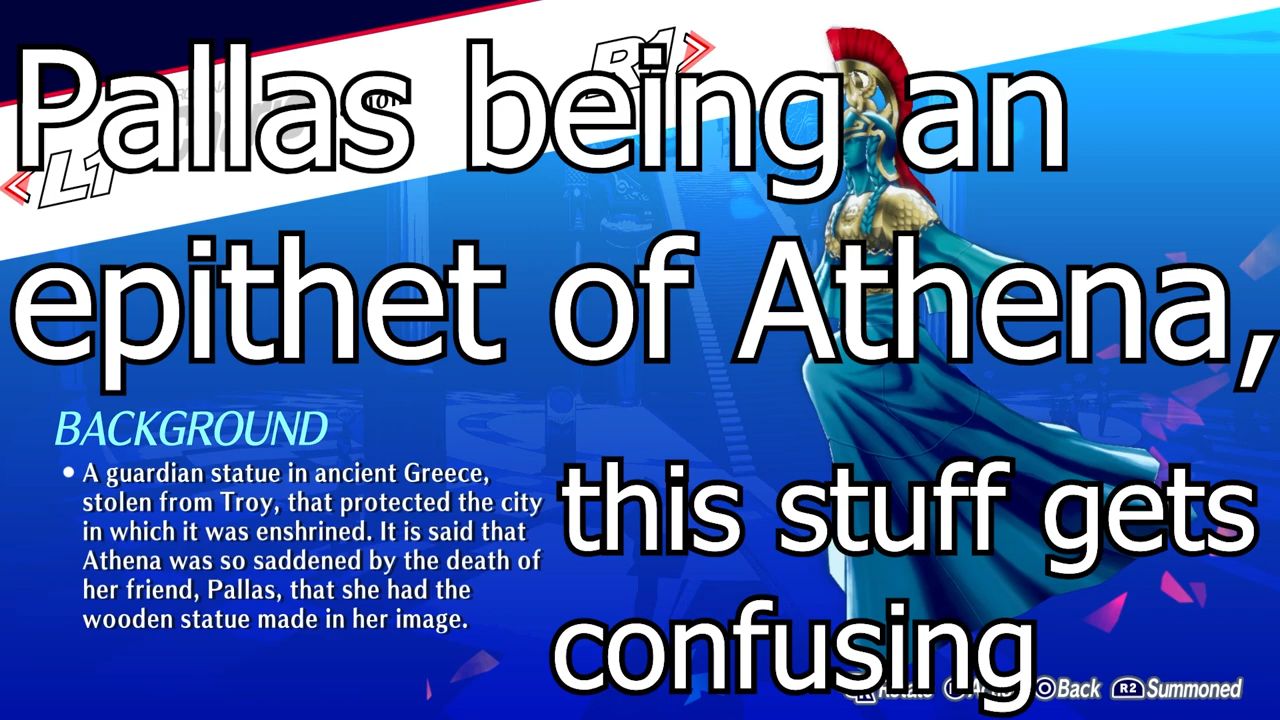 Pallas being an
epithet of Athena,
this stuff gets
confusing
L1
R1
BACKGROUND
• A guardian statue in ancient Greece,
stolen from Troy, that protected the city
in which it was enshrined. It is said that
Athena was so saddened by the death of
her friend, Pallas, that she had the
wooden statue made in her image.
Back
R2 Summoned